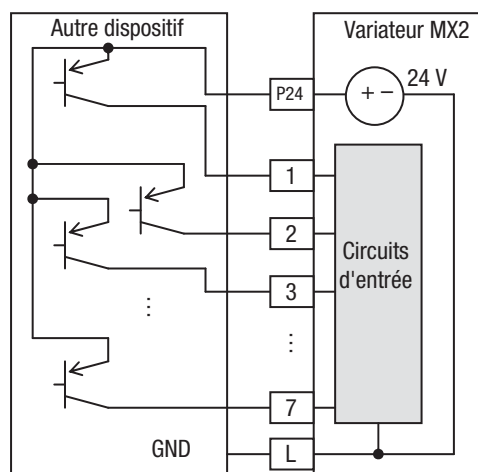 Autre dispositif
Variateur MX2
P24
+ −
24 V
1
2
Circuits
d'entrée
3
⋮
⋮
7
GND
L